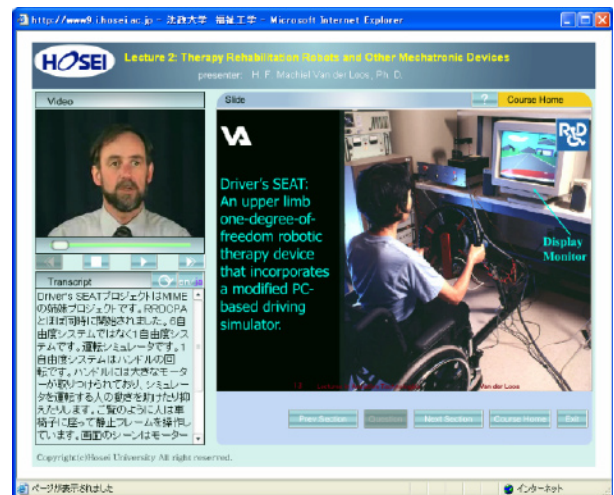 http://www9.i.hosei.ac.jp - 法政大学 福祉工学 - Microsoft Internet Explorer
HOSEI
Lecture 2: Therapy Rehabilitation Robots and Other Mechatronic Devices
presenter: H. F. Machiel Van der Loos, Ph. D.
Video
Slide
?
Course Home
VA
R&D
Driver's SEAT:
An upper limb
one-degree-of-
freedom robotic
therapy device
that incorporates
a modified PC-
based driving
simulator.
Display
Monitor
Van der Loos
Transcript
Driver's SEATプロジェクトはMIME
の姉妹プロジェクトです。RRDCPA
とほぼ同時に開始されました。6自
由度システムではなく1自由度シス
テムです。運転シミュレータです。1
自由度システムはハンドルの回
転です。ハンドルには大きなモータ
ーが取りつけられており、シミュレー
タを運転する人の動きを助けたり抑
えたりします。ご覧のように人は車
椅子に座って静止フレームを操作し
ています。画面のシーンはモーター
Prev Section
Question
Next Section
Course Home
Exit
Copyright(c)Hosei University All right reserved.
ページが表示されました
インターネット